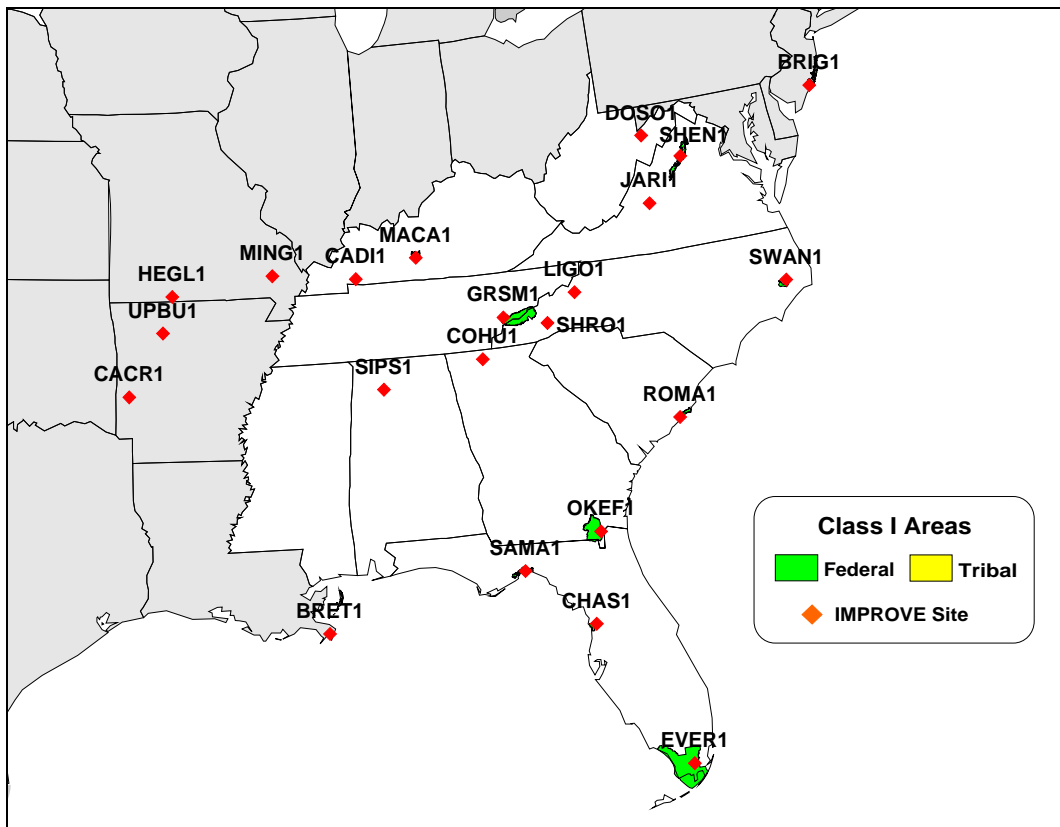 BRIG1
DOSO1
SHEN1
JARI1
MACA1
MING1
CADI1
SWAN1
HEGL1
LIGO1
GRSM1
UPBU1
SHRO1
COHU1
SIPS1
CACR1
ROMA1
OKEF1
SAMA1
CHAS1
BRET1
EVER1
Class I Areas
Federal
Tribal
IMPROVE Site